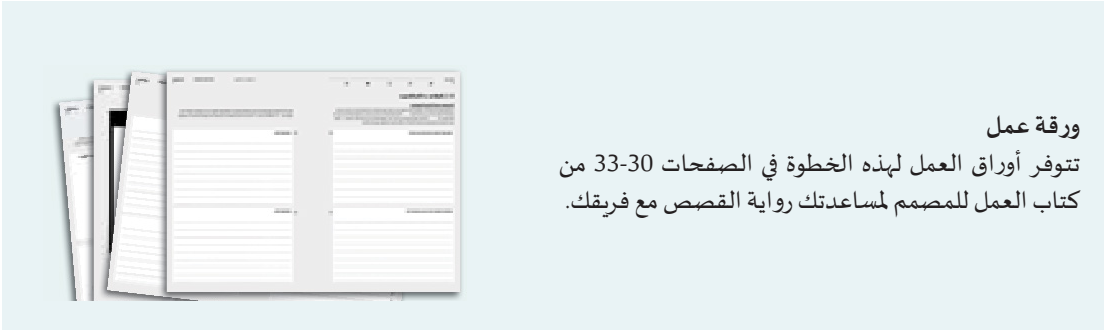 ورقة عمل
تتوفر أوراق العمل لهذه الخطوة في الصفحات 30-33 من
كتاب العمل للمصمم لمساعدتك رواية القصص مع فريقك.